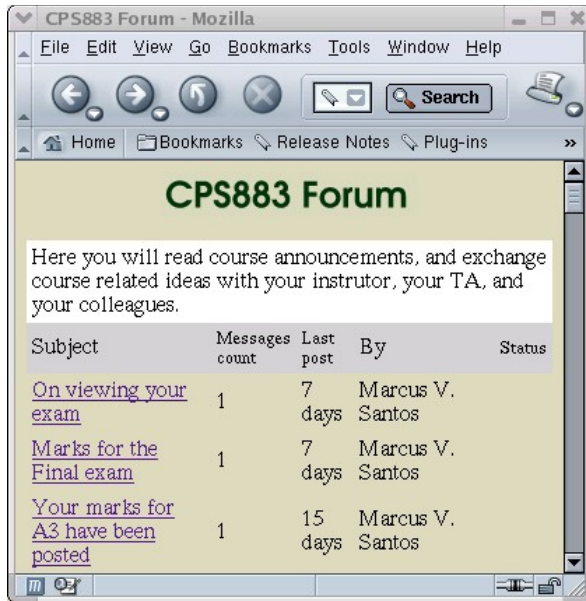 CPS883 Forum - Mozilla
File Edit View Go Bookmarks Tools Window Help
Search
Home Bookmarks Release Notes Plug-ins »
CPS883 Forum
Here you will read course announcements, and exchange
course related ideas with your instrutor, your TA, and
your colleagues.
Subject Messages count Last post By Status
On viewing your exam 1 7 days Marcus V. Santos
Marks for the Final exam 1 7 days Marcus V. Santos
Your marks for A3 have been posted 1 15 days Marcus V. Santos